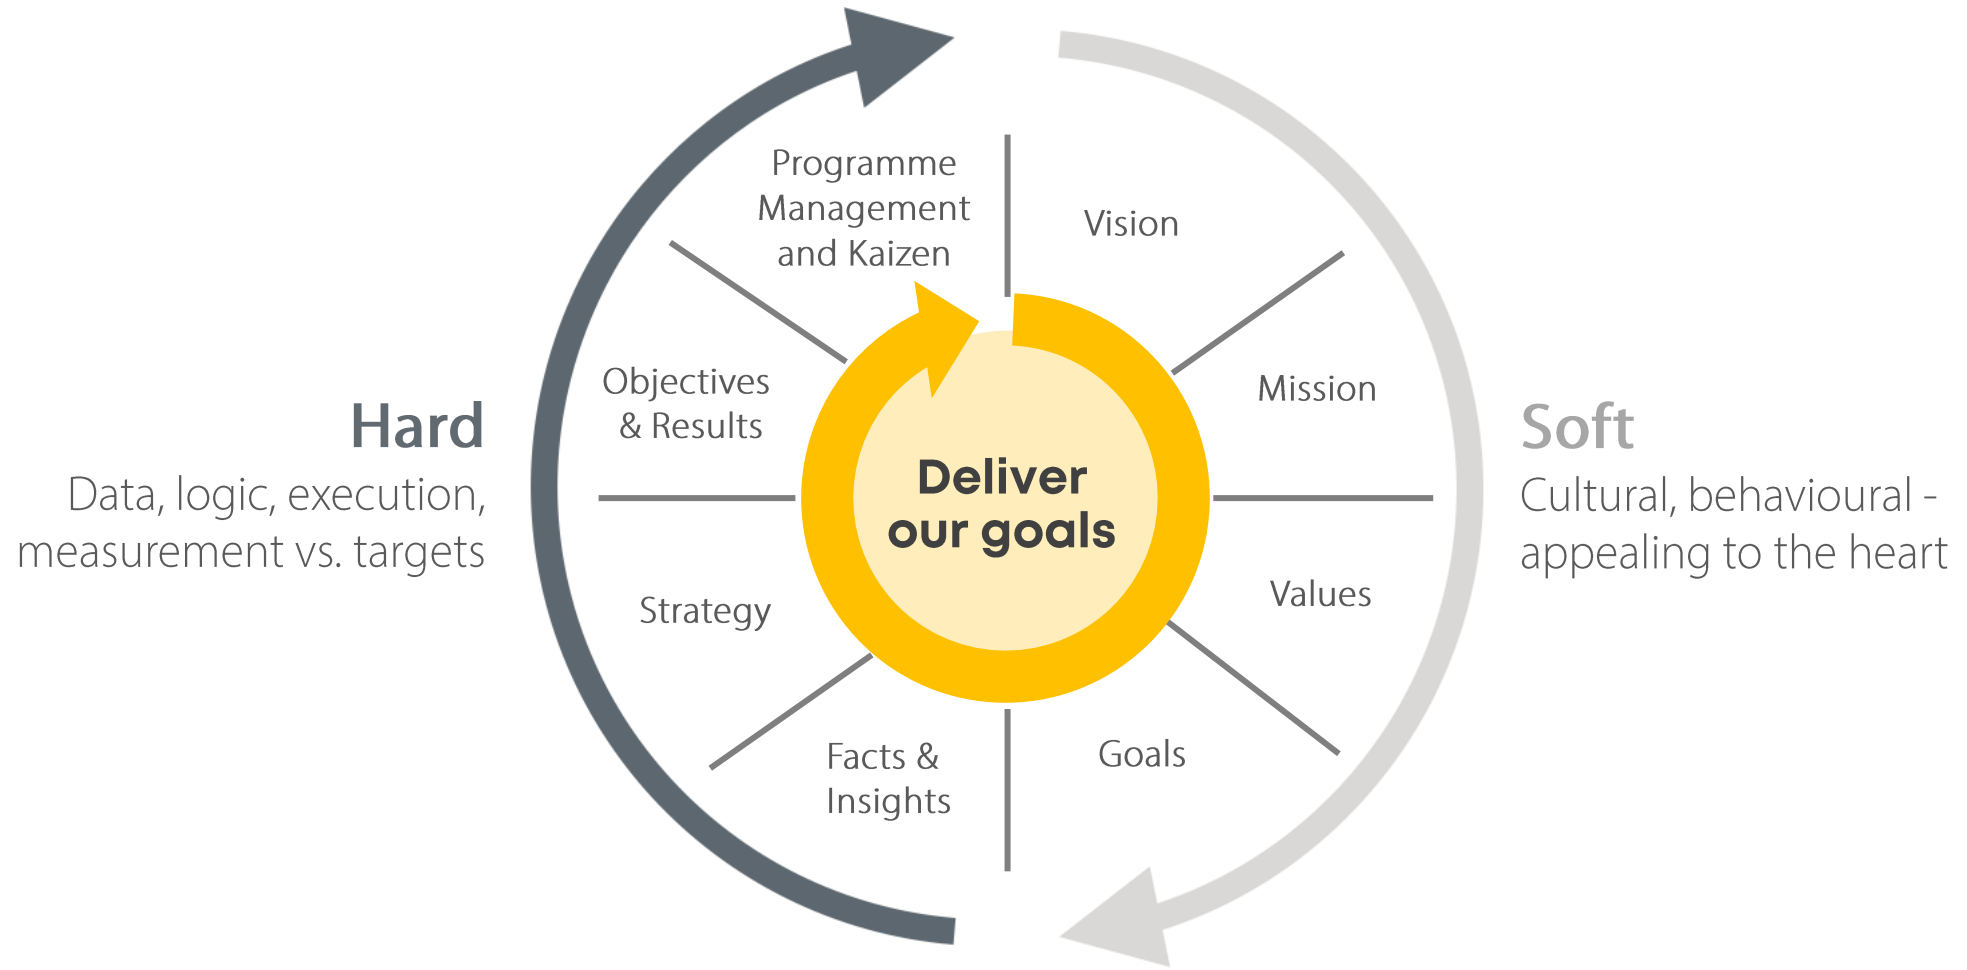 Programme
Management
and Kaizen
Vision
Mission
Values
Goals
Facts &
Insights
Strategy
Objectives
& Results
Deliver
our goals
Hard
Data, logic, execution,
measurement vs. targets
Soft
Cultural, behavioural -
appealing to the heart